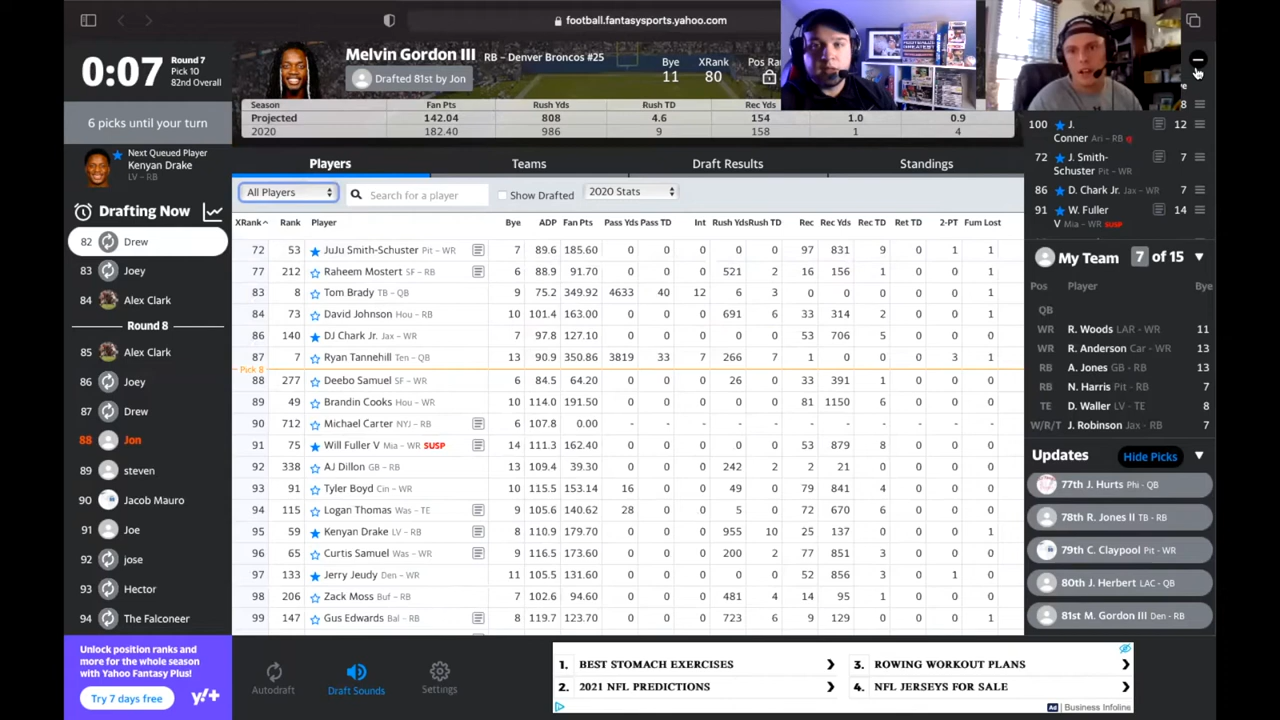 football.fantasysports.yahoo.com
0:07
Round 7
Pick 10
82nd Overall
6 picks until your turn
Next Queued Player
Kenyan Drake
LV - RB
Drafting Now
82 Drew
83 Joey
84 Alex Clark
Round 8
85 Alex Clark
86 Joey
87 Drew
88 Jon
89 steven
90 Jacob Mauro
91 Joe
92 jose
93 Hector
94 The Falconeer
Unlock position ranks
and more for the whole season
with Yahoo Fantasy Plus!
Try 7 days free
y!+
Melvin Gordon III RB - Denver Broncos #25
Drafted 81st by Jon
Bye XRank Pos Ra
11 80
Season Fan Pts Rush Yds Rush TD Rec Yds
Projected 142.04 808 4.6 154 1.0 0.9
2020 182.40 986 9 158 1 4
Players Teams Draft Results Standings
All Players Search for a player Show Drafted 2020 Stats
XRank Rank Player Bye ADP Fan Pts Pass Yds Pass TD Int Rush Yds Rush TD Rec Rec Yds Rec TD Ret TD 2-PT Fum Lost
72 53 JuJu Smith-Schuster Pit - WR 7 89.6 185.60 0 0 0 0 0 97 831 9 0 1 1
77 212 Raheem Mostert SF - RB 6 88.9 91.70 0 0 0 521 2 16 156 1 0 0 1
83 8 Tom Brady TB - QB 9 75.2 349.92 4633 40 12 6 3 0 0 0 0 0 1
84 73 David Johnson Hou - RB 10 101.4 163.00 0 0 0 691 6 33 314 2 0 0 1
86 140 DJ Chark Jr. Jax - WR 7 97.8 127.10 0 0 0 0 0 53 706 5 0 0 0
87 7 Ryan Tannehill Ten - QB 13 90.9 350.86 3819 33 7 266 7 1 0 0 0 3 1
Pick 8
88 277 Deebo Samuel SF - WR 6 84.5 64.20 0 0 0 26 0 33 391 1 0 0 0
89 49 Brandin Cooks Hou - WR 10 114.0 191.50 0 0 0 0 0 81 1150 6 0 0 0
90 712 Michael Carter NYJ - RB 6 107.8 0.00 - - - - - - - - - - -
91 75 Will Fuller V Mia - WR SUSP 14 111.3 162.40 0 0 0 0 0 53 879 8 0 0 0
92 338 AJ Dillon GB - RB 13 109.4 39.30 0 0 0 242 2 2 21 0 0 0 0
93 91 Tyler Boyd Cin - WR 10 115.5 153.14 16 0 0 49 0 79 841 4 0 0 0
94 115 Logan Thomas Was - TE 9 105.6 140.62 28 0 0 5 0 72 670 6 0 0 0
95 59 Kenyan Drake LV - RB 8 110.9 179.70 0 0 0 955 10 25 137 0 0 0 1
96 65 Curtis Samuel Was - WR 9 116.5 173.60 0 0 0 200 2 77 851 3 0 0 0
97 133 Jerry Jeudy Den - WR 11 105.5 131.60 0 0 0 0 0 52 856 3 0 1 0
98 206 Zack Moss Buf - RB 7 102.6 94.60 0 0 0 481 4 14 95 1 0 0 0
99 147 Gus Edwards Bal - RB 8 119.7 123.70 0 0 0 723 6 9 129 0 0 0 1
8
100 J. Conner Ari - RB Q 12
72 J. Smith-Schuster Pit - WR 7
86 D. Chark Jr. Jax - WR 7
91 W. Fuller V Mia - WR SUSP 14
My Team 7 of 15
Pos Player Bye
QB
WR R. Woods LAR - WR 11
WR R. Anderson Car - WR 13
RB A. Jones GB - RB 13
RB N. Harris Pit - RB 7
TE D. Waller LV - TE 8
W/R/T J. Robinson Jax - RB 7
Updates Hide Picks
77th J. Hurts Phi - QB
78th R. Jones II TB - RB
79th C. Claypool Pit - WR
80th J. Herbert LAC - QB
81st M. Gordon III Den - RB
Autodraft Draft Sounds Settings
1. BEST STOMACH EXERCISES
2. 2021 NFL PREDICTIONS
3. ROWING WORKOUT PLANS
4. NFL JERSEYS FOR SALE
Ad Business Infoline